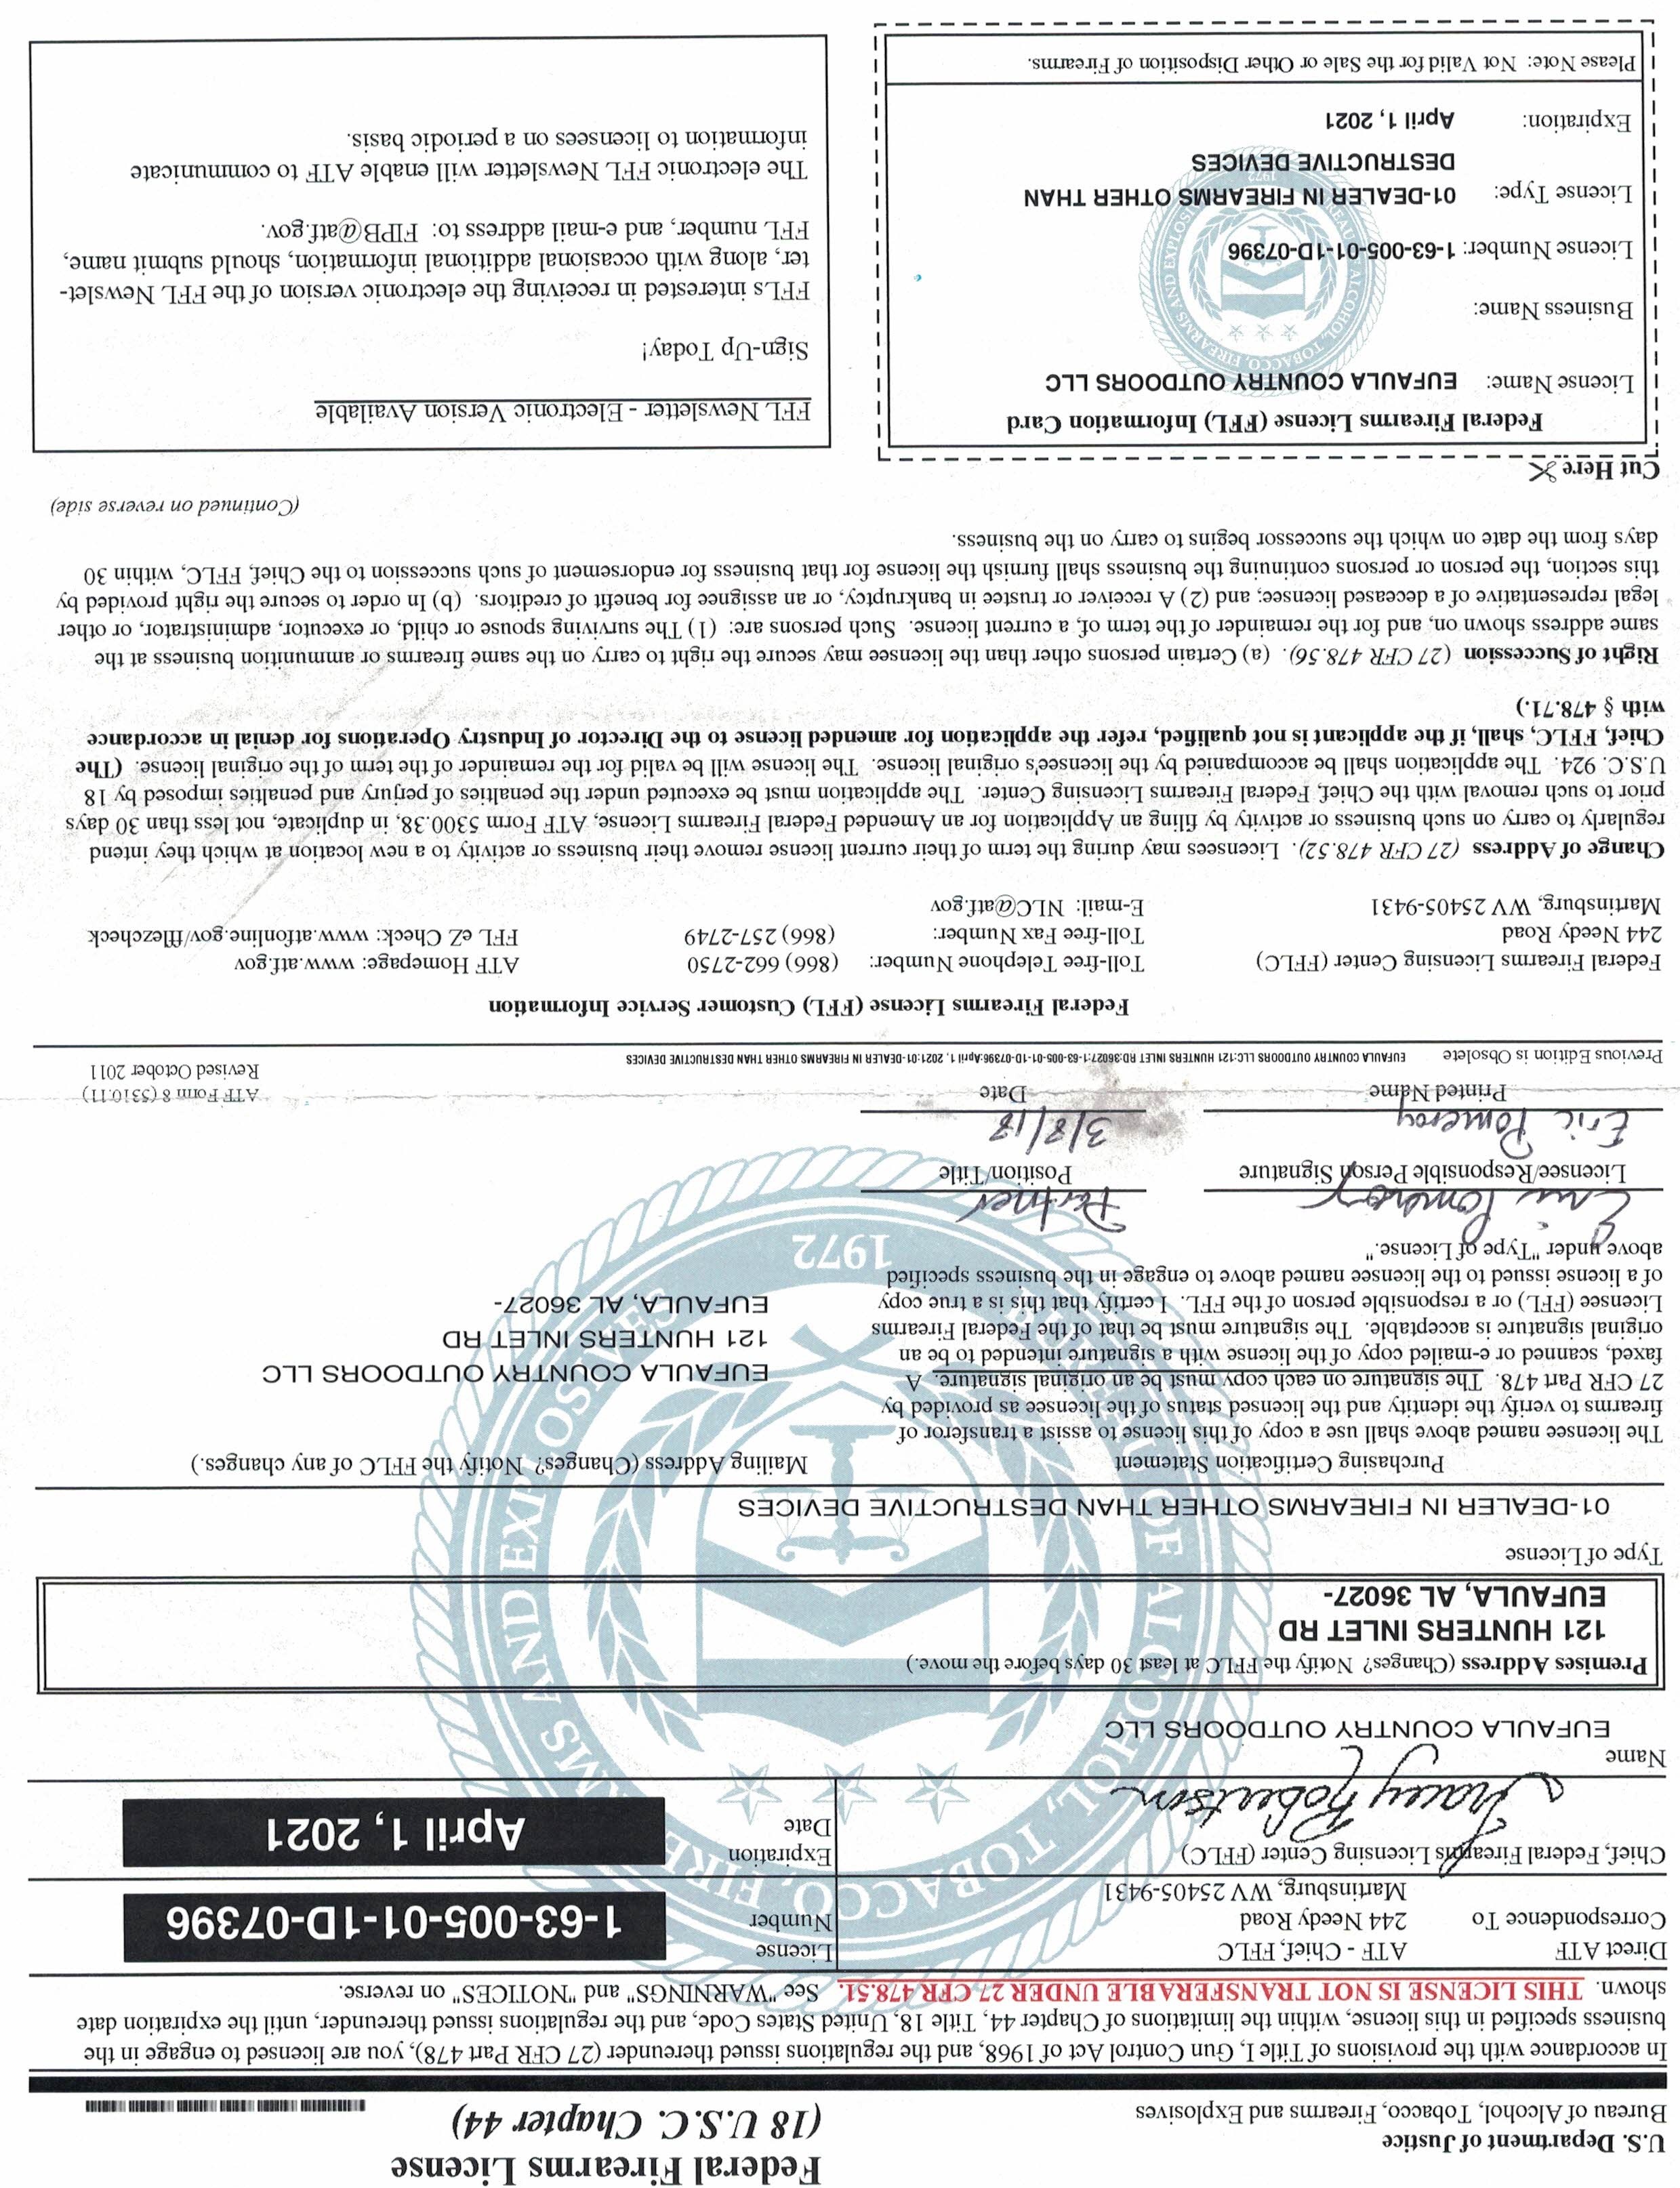 U.S. Department of Justice
Bureau of Alcohol, Tobacco, Firearms and Explosives
Federal Firearms License
(18 U.S.C. Chapter 44)
In accordance with the provisions of Title I, Gun Control Act of 1968, and the regulations issued thereunder (27 CFR Part 478), you are licensed to engage in the
business specified in this license, within the limitations of Chapter 44, Title 18, United States Code, and the regulations issued thereunder, until the expiration date
shown. THIS LICENSE IS NOT TRANSFERABLE UNDER 27 CFR 478.51. See "WARNINGS" and "NOTICES" on reverse.
Direct ATF
Correspondence To
ATF - Chief, FFLC
244 Needy Road
Martinsburg, WV 25405-9431
License
Number
1-63-005-01-1D-07396
Chief, Federal Firearms Licensing Center (FFLC)
Tracey Robertson
Expiration
Date
April 1, 2021
Name
EUFAULA COUNTRY OUTDOORS LLC
Premises Address (Changes? Notify the FFLC at least 30 days before the move.)
121 HUNTERS INLET RD
EUFAULA, AL 36027-
Type of License
01-DEALER IN FIREARMS OTHER THAN DESTRUCTIVE DEVICES
Purchasing Certification Statement
The licensee named above shall use a copy of this license to assist a transferor of
firearms to verify the identity and the licensed status of the licensee as provided by
27 CFR Part 478. The signature on each copy must be an original signature. A
faxed, scanned or e-mailed copy of the license with a signature intended to be an
original signature is acceptable. The signature must be that of the Federal Firearms
Licensee (FFL) or a responsible person of the FFL. I certify that this is a true copy
of a license issued to the licensee named above to engage in the business specified
above under "Type of License."
Mailing Address (Changes? Notify the FFLC of any changes.)
EUFAULA COUNTRY OUTDOORS LLC
121 HUNTERS INLET RD
EUFAULA, AL 36027-
BUREAU OF ALCOHOL, TOBACCO, FIREARMS AND EXPLOSIVES
1972
Eric Pomeroy
Partner
Licensee/Responsible Person Signature
Position/Title
Eric Pomeroy
3/8/18
Printed Name
Date
ATF Form 8 (5310.11)
Revised October 2011
Previous Edition is Obsolete
EUFAULA COUNTRY OUTDOORS LLC:121 HUNTERS INLET RD:36027:1-63-005-01-1D-07396:April 1, 2021:01-DEALER IN FIREARMS OTHER THAN DESTRUCTIVE DEVICES
Federal Firearms License (FFL) Customer Service Information
Federal Firearms Licensing Center (FFLC)
244 Needy Road
Martinsburg, WV 25405-9431
Toll-free Telephone Number: (866) 662-2750
Toll-free Fax Number: (866) 257-2749
E-mail: NLC@atf.gov
ATF Homepage: www.atf.gov
FFL eZ Check: www.atfonline.gov/fflezcheck
Change of Address (27 CFR 478.52). Licensees may during the term of their current license remove their business or activity to a new location at which they intend
regularly to carry on such business or activity by filing an Application for an Amended Federal Firearms License, ATF Form 5300.38, in duplicate, not less than 30 days
prior to such removal with the Chief, Federal Firearms Licensing Center. The application must be executed under the penalties of perjury and penalties imposed by 18
U.S.C. 924. The application shall be accompanied by the licensee's original license. The license will be valid for the remainder of the term of the original license. (The
Chief, FFLC, shall, if the applicant is not qualified, refer the application for amended license to the Director of Industry Operations for denial in accordance
with § 478.71.)
Right of Succession (27 CFR 478.56). (a) Certain persons other than the licensee may secure the right to carry on the same firearms or ammunition business at the
same address shown on, and for the remainder of the term of, a current license. Such persons are: (1) The surviving spouse or child, or executor, administrator, or other
legal representative of a deceased licensee; and (2) A receiver or trustee in bankruptcy, or an assignee for benefit of creditors. (b) In order to secure the right provided by
this section, the person or persons continuing the business shall furnish the license for that business for endorsement of such succession to the Chief, FFLC, within 30
days from the date on which the successor begins to carry on the business.
(Continued on reverse side)
Cut Here
Federal Firearms License (FFL) Information Card
License Name: EUFAULA COUNTRY OUTDOORS LLC
Business Name:
License Number: 1-63-005-01-1D-07396
License Type: 01-DEALER IN FIREARMS OTHER THAN
DESTRUCTIVE DEVICES
Expiration: April 1, 2021
Please Note: Not Valid for the Sale or Other Disposition of Firearms.
BUREAU OF ALCOHOL, TOBACCO, FIREARMS AND EXPLOSIVES
1972
FFL Newsletter - Electronic Version Available
Sign-Up Today!
FFLs interested in receiving the electronic version of the FFL Newslet-
ter, along with occasional additional information, should submit name,
FFL number, and e-mail address to: FIPB@atf.gov.
The electronic FFL Newsletter will enable ATF to communicate
information to licensees on a periodic basis.